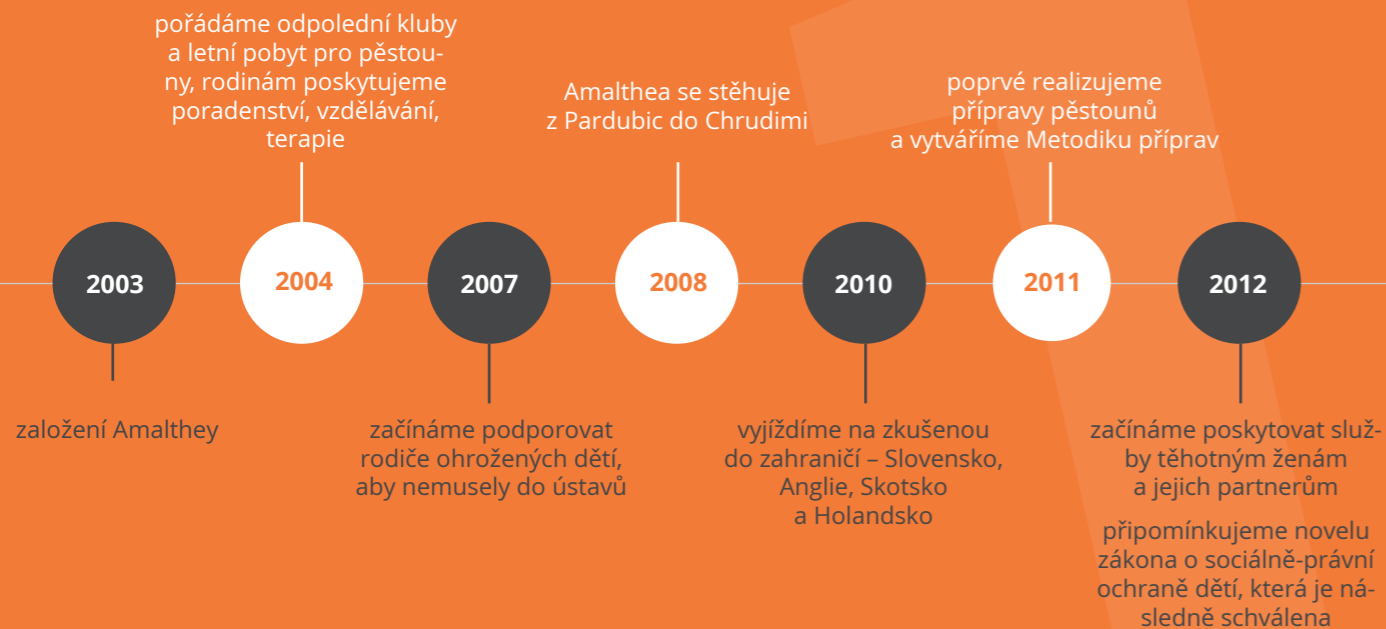 pořádáme odpolední kluby
a letní pobyt pro pěstou-
ny, rodinám poskytujeme
poradenství, vzdělávání,
terapie
Amalthea se stěhuje
z Pardubic do Chrudimi
poprvé realizujeme
přípravy pěstounů
a vytváříme Metodiku příprav
2003
2004
2007
2008
2010
2011
2012
založení Amalthey
začínáme podporovat
rodiče ohrožených dětí,
aby nemusely do ústavů
vyjíždíme na zkušenou
do zahraničí – Slovensko,
Anglie, Skotsko
a Holandsko
začínáme poskytovat služ-
by těhotným ženám
a jejich partnerům
připomínkujeme novelu
zákona o sociálně-právní
ochraně dětí, která je ná-
sledně schválena